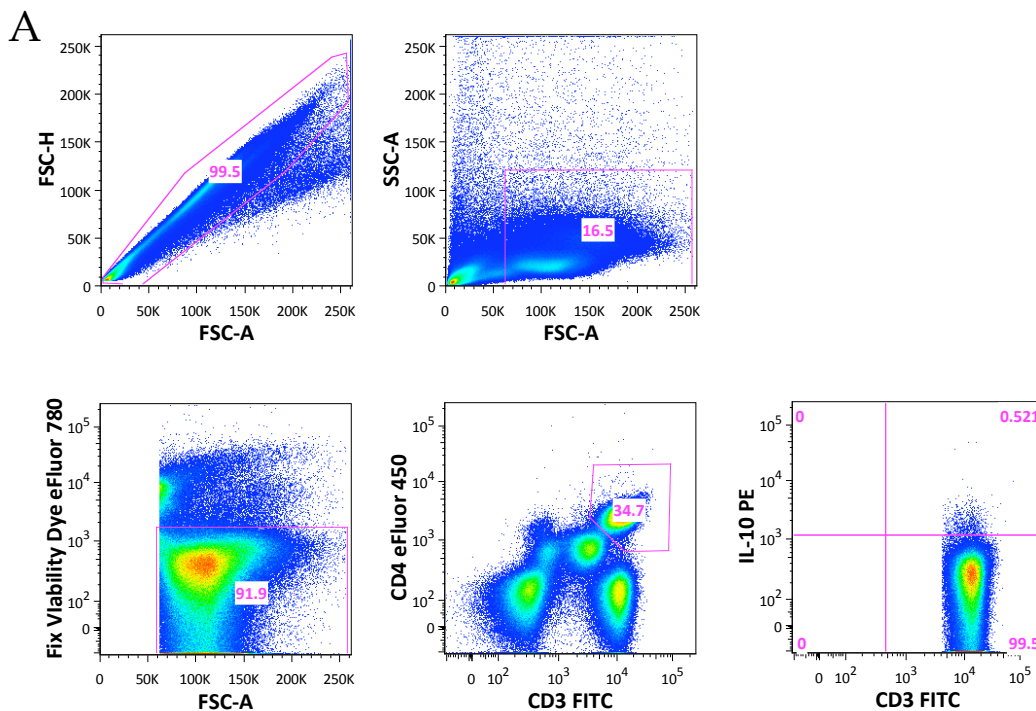 A
250K
200K
150K
100K
50K
0
FSC-H
99.5
0 50K 100K 150K 200K 250K
FSC-A
250K
200K
150K
100K
50K
0
SSC-A
16.5
0 50K 100K 150K 200K 250K
FSC-A
10^5
10^4
10^3
10^2
0
Fix VIability Dye eFluor 780
91.9
0 50K 100K 150K 200K 250K
FSC-A
10^5
10^4
10^3
10^2
0
CD4 eFluor 450
34.7
0 10^3 10^4 10^5
CD3 FITC
10^5
10^4
10^3
10^2
0
IL-10 PE
0 0.521
0 99.5
0 10^2 10^3 10^4 10^5
CD3 FITC